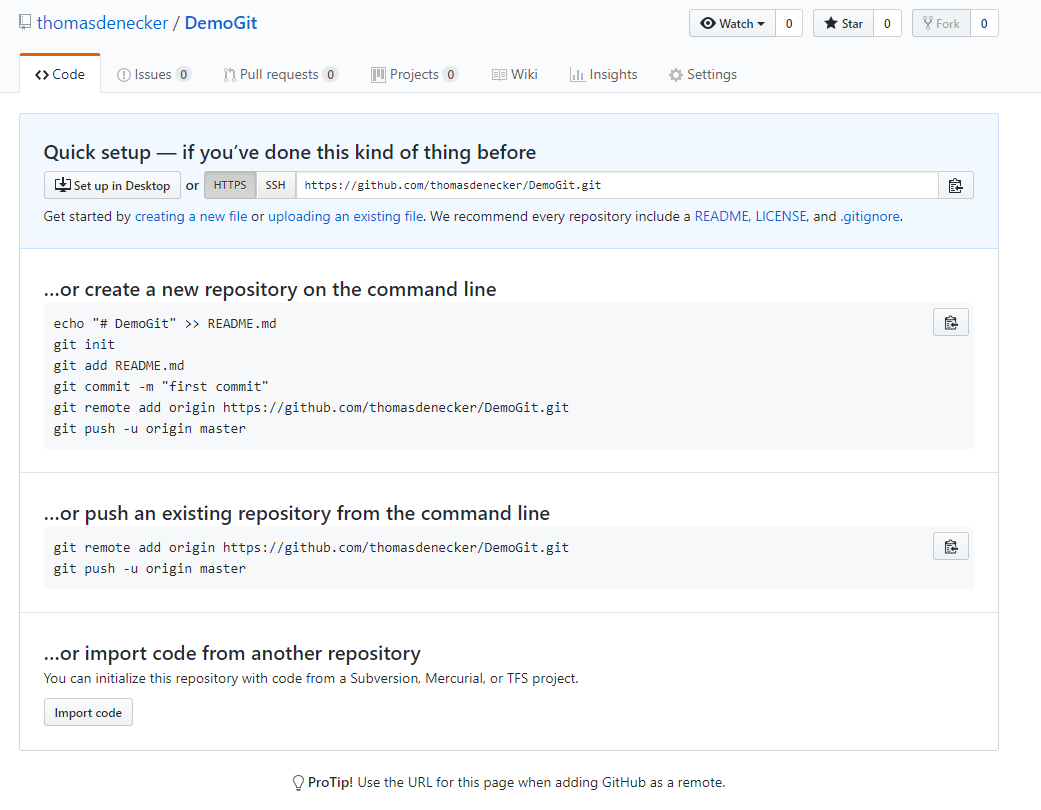 thomasdenecker / DemoGit
Watch 0 Star 0 Fork 0
Code Issues 0 Pull requests 0 Projects 0 Wiki Insights Settings
Quick setup — if you’ve done this kind of thing before
Set up in Desktop or HTTPS SSH https://github.com/thomasdenecker/DemoGit.git
Get started by creating a new file or uploading an existing file. We recommend every repository include a README, LICENSE, and .gitignore.
…or create a new repository on the command line
echo "# DemoGit" >> README.md
git init
git add README.md
git commit -m "first commit"
git remote add origin https://github.com/thomasdenecker/DemoGit.git
git push -u origin master
…or push an existing repository from the command line
git remote add origin https://github.com/thomasdenecker/DemoGit.git
git push -u origin master
…or import code from another repository
You can initialize this repository with code from a Subversion, Mercurial, or TFS project.
Import code
ProTip! Use the URL for this page when adding GitHub as a remote.